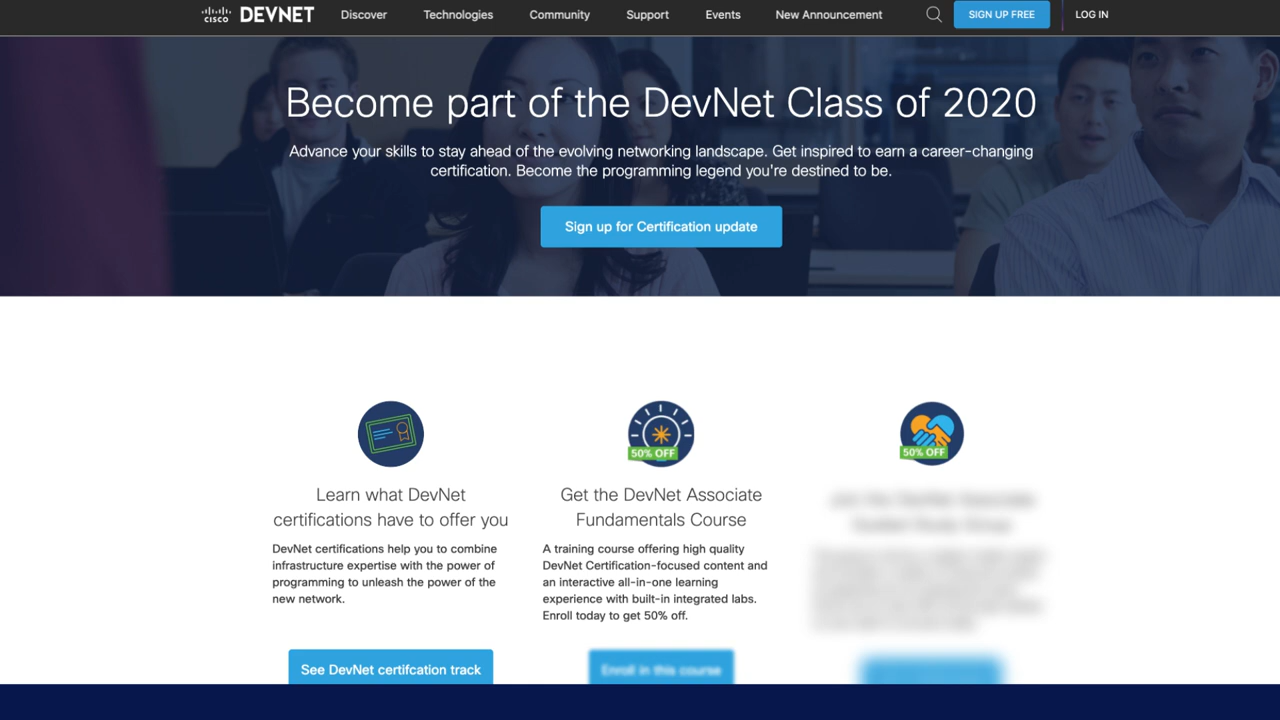 cisco DEVNET Discover Technologies Community Support Events New Announcement SIGN UP FREE LOG IN
Become part of the DevNet Class of 2020
Advance your skills to stay ahead of the evolving networking landscape. Get inspired to earn a career-changing
certification. Become the programming legend you're destined to be.
Sign up for Certification update
50% OFF
50% OFF
Learn what DevNet
certifications have to offer you
DevNet certifications help you to combine
infrastructure expertise with the power of
programming to unleash the power of the
new network.
See DevNet certifcation track
Get the DevNet Associate
Fundamentals Course
A training course offering high quality
DevNet Certification-focused content and
an interactive all-in-one learning
experience with built-in integrated labs.
Enroll today to get 50% off.
Enroll in this course